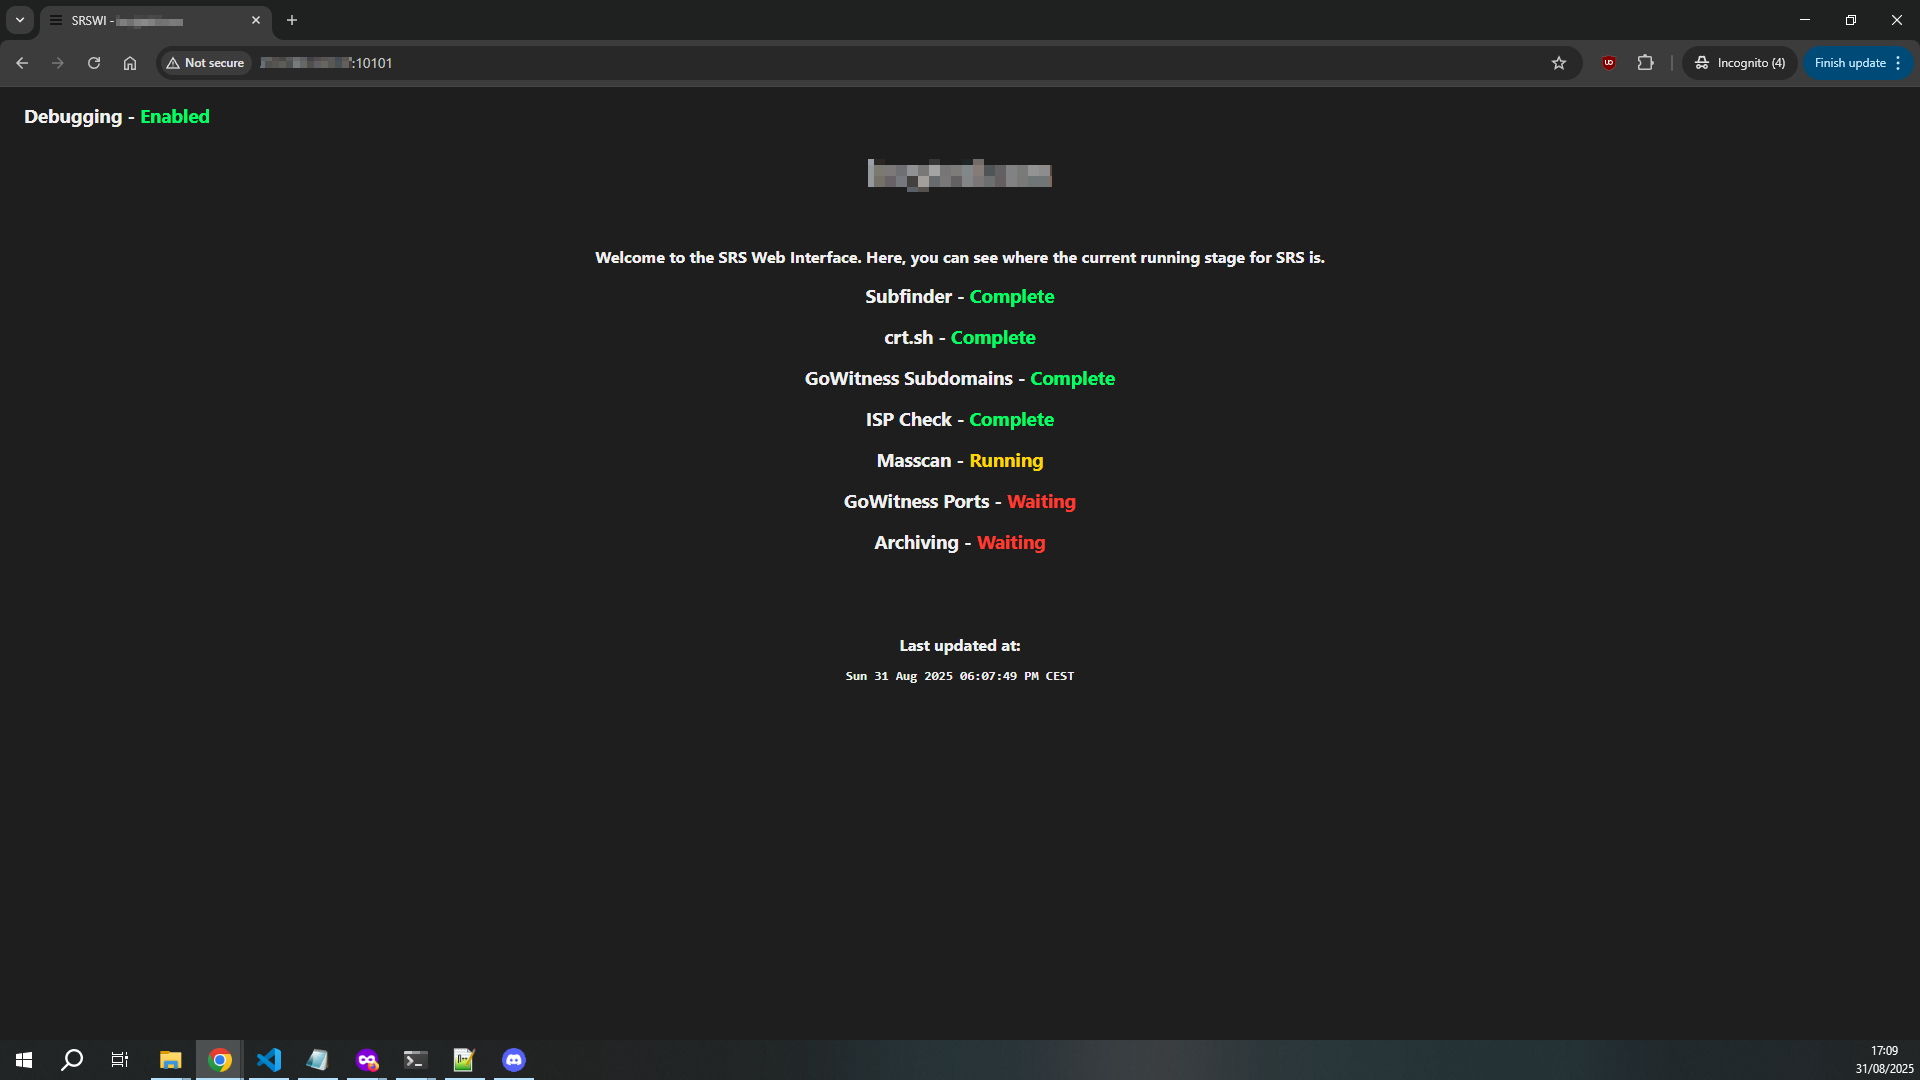 SRSWI -
Not secure
:10101
Incognito (4)
Finish update
Debugging - Enabled
Welcome to the SRS Web Interface. Here, you can see where the current running stage for SRS is.
Subfinder - Complete
crt.sh - Complete
GoWitness Subdomains - Complete
ISP Check - Complete
Masscan - Running
GoWitness Ports - Waiting
Archiving - Waiting
Last updated at:
Sun 31 Aug 2025 06:07:49 PM CEST
17:09
31/08/2025